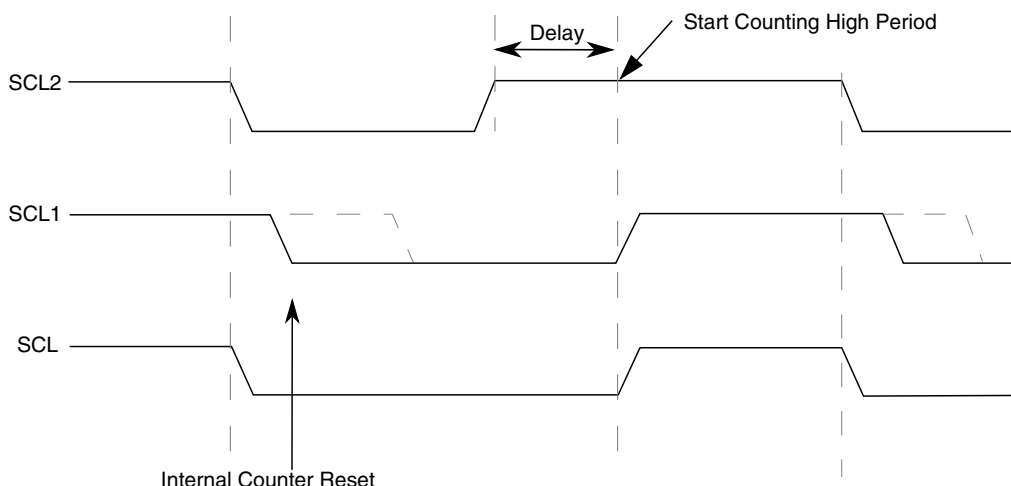 Start Counting High Period
Delay
SCL2
SCL1
SCL
Internal Counter Reset